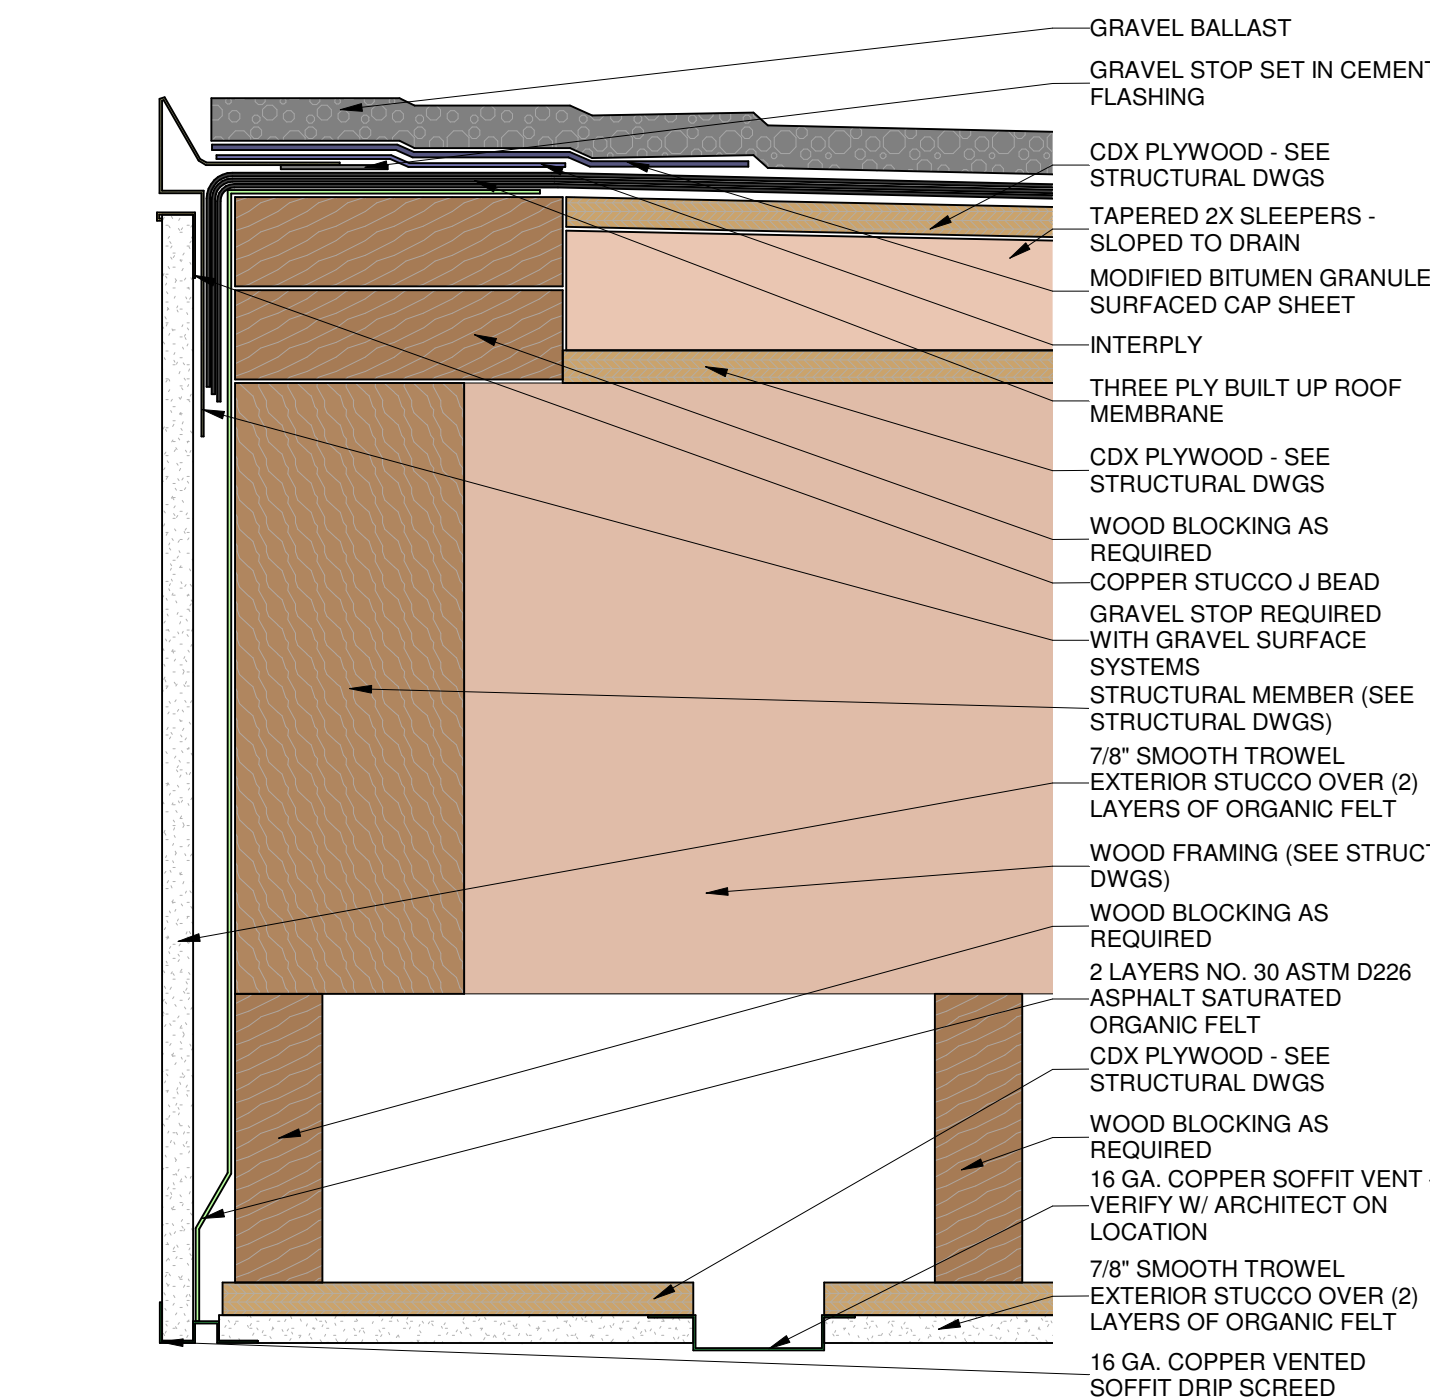 GRAVEL BALLAST
GRAVEL STOP SET IN CEMENT
FLASHING
CDX PLYWOOD - SEE
STRUCTURAL DWGS
TAPERED 2X SLEEPERS -
SLOPED TO DRAIN
MODIFIED BITUMEN GRANULE
SURFACED CAP SHEET
INTERPLY
THREE PLY BUILT UP ROOF
MEMBRANE
CDX PLYWOOD - SEE
STRUCTURAL DWGS
WOOD BLOCKING AS
REQUIRED
COPPER STUCCO J BEAD
GRAVEL STOP REQUIRED
WITH GRAVEL SURFACE
SYSTEMS
STRUCTURAL MEMBER (SEE
STRUCTURAL DWGS)
7/8" SMOOTH TROWEL
EXTERIOR STUCCO OVER (2)
LAYERS OF ORGANIC FELT
WOOD FRAMING (SEE STRUCT
DWGS)
WOOD BLOCKING AS
REQUIRED
2 LAYERS NO. 30 ASTM D226
ASPHALT SATURATED
ORGANIC FELT
CDX PLYWOOD - SEE
STRUCTURAL DWGS
WOOD BLOCKING AS
REQUIRED
16 GA. COPPER SOFFIT VENT -
VERIFY W/ ARCHITECT ON
LOCATION
7/8" SMOOTH TROWEL
EXTERIOR STUCCO OVER (2)
LAYERS OF ORGANIC FELT
16 GA. COPPER VENTED
SOFFIT DRIP SCREED